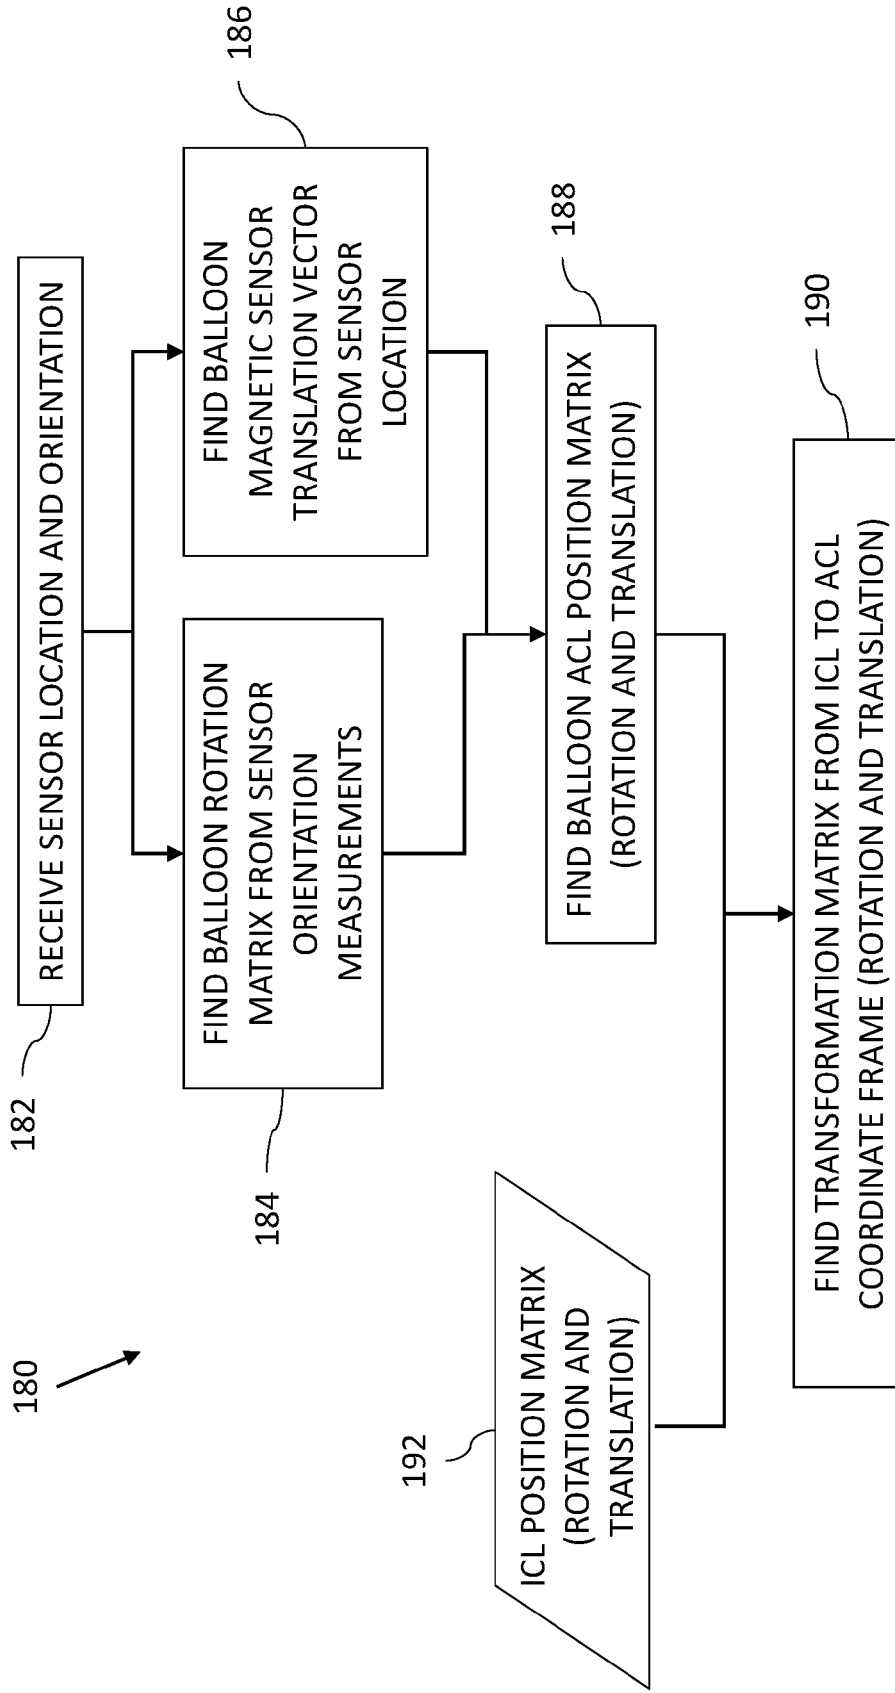 180
182
RECEIVE SENSOR LOCATION AND ORIENTATION
184
FIND BALLOON ROTATION
MATRIX FROM SENSOR
ORIENTATION
MEASUREMENTS
186
FIND BALLOON
MAGNETIC SENSOR
TRANSLATION VECTOR
FROM SENSOR
LOCATION
192
ICL POSITION MATRIX
(ROTATION AND
TRANSLATION)
188
FIND BALLOON ACL POSITION MATRIX
(ROTATION AND TRANSLATION)
190
FIND TRANSFORMATION MATRIX FROM ICL TO ACL
COORDINATE FRAME (ROTATION AND TRANSLATION)